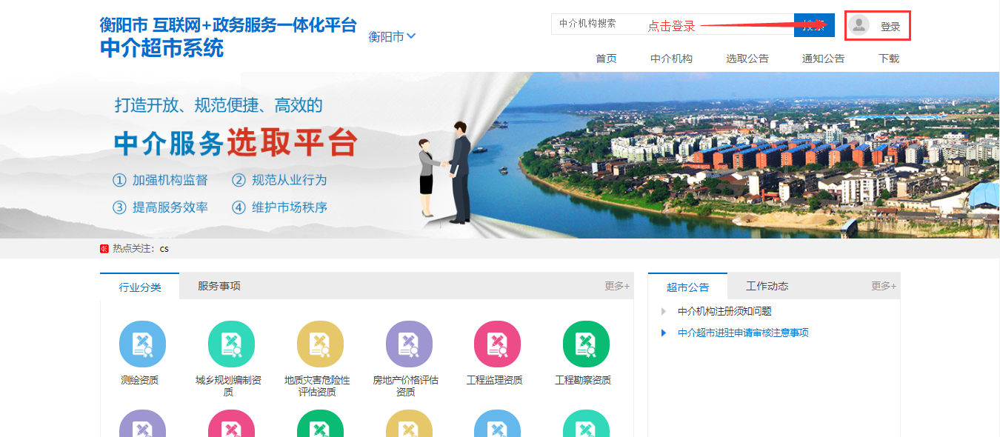 衡阳市 互联网+政务服务一体化平台
中介超市系统
衡阳市
中介机构搜索
点击登录
搜索
登录
首页 中介机构 选取公告 通知公告 下载
打造开放、规范便捷、高效的
中介服务选取平台
① 加强机构监督 ② 规范从业行为
③ 提高服务效率 ④ 维护市场秩序
热点关注：cs
行业分类 服务事项 更多+
超市公告 工作动态 更多+
中介机构注册须知问题
中介超市进驻申请审核注意事项
测绘资质
城乡规划编制资
质
地质灾害危险性
评估资质
房地产价格评估
资质
工程监理资质
工程勘察资质